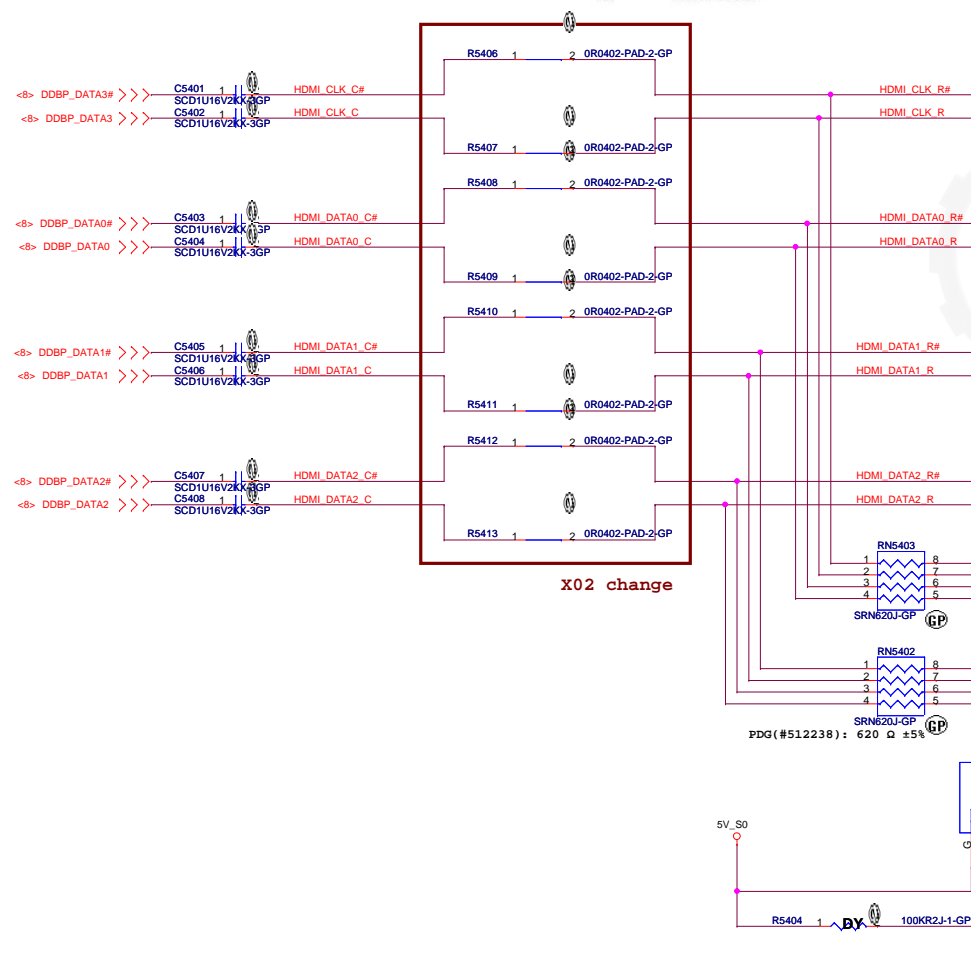 R5406 1 2 0R0402-PAD-2-GP
<8> DDBP_DATA3# C5401 1 HDMI_CLK_C# HDMI_CLK_R#
SCD1U16V2KX-3GP
<8> DDBP_DATA3 C5402 1 HDMI_CLK_C HDMI_CLK_R
SCD1U16V2KX-3GP
R5407 1 0R0402-PAD-2-GP
R5408 1 2 0R0402-PAD-2-GP
<8> DDBP_DATA0# C5403 1 HDMI_DATA0_C# HDMI_DATA0_R#
SCD1U16V2KX-3GP
<8> DDBP_DATA0 C5404 1 HDMI_DATA0_C HDMI_DATA0_R
SCD1U16V2KX-3GP
R5409 1 0R0402-PAD-2-GP
R5410 1 2 0R0402-PAD-2-GP
<8> DDBP_DATA1# C5405 1 HDMI_DATA1_C# HDMI_DATA1_R#
SCD1U16V2KX-3GP
<8> DDBP_DATA1 C5406 1 HDMI_DATA1_C HDMI_DATA1_R
SCD1U16V2KX-3GP
R5411 1 0R0402-PAD-2-GP
R5412 1 2 0R0402-PAD-2-GP
<8> DDBP_DATA2# C5407 1 HDMI_DATA2_C# HDMI_DATA2_R#
SCD1U16V2KX-3GP
<8> DDBP_DATA2 C5408 1 HDMI_DATA2_C HDMI_DATA2_R
SCD1U16V2KX-3GP
R5413 1 2 0R0402-PAD-2-GP
X02 change
RN5403
1 8
2 7
3 6
4 5
SRN620J-GP GP
RN5402
1 8
2 7
3 6
4 5
SRN620J-GP GP
PDG(#512238): 620 Ω ±5%
5V_S0
G
R5404 1 DY 100KR2J-1-GP